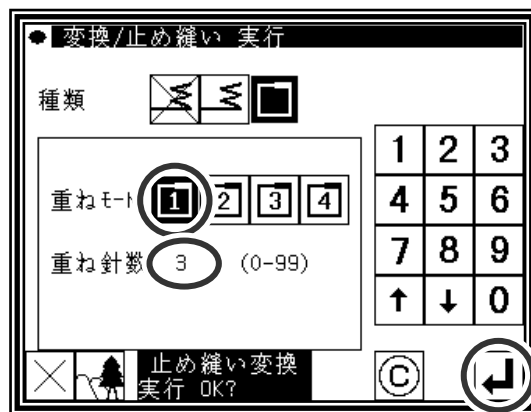 変換/止め縫い 実行
種類
重ねモード 1 2 3 4
重ね針数 3 (0-99)
1 2 3
4 5 6
7 8 9
↑ ↓ 0
止め縫い変換
実行 OK?
C